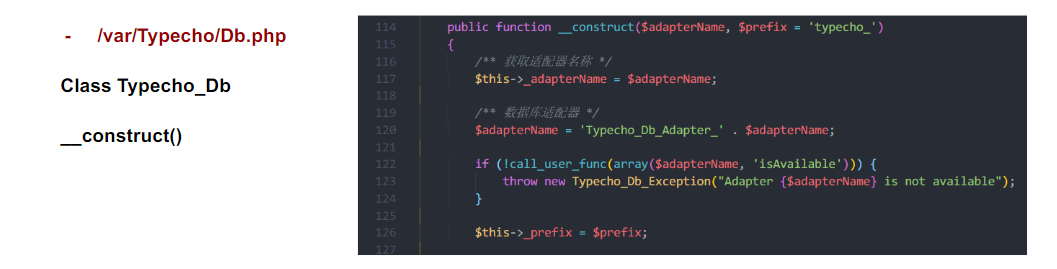 - /var/Typecho/Db.php
Class Typecho_Db
__construct()
114 public function __construct($adapterName, $prefix = 'typecho_')
115 {
116 /** 获取适配器名称 */
117 $this->_adapterName = $adapterName;
118
119 /** 数据库适配器 */
120 $adapterName = 'Typecho_Db_Adapter_' . $adapterName;
121
122 if (!call_user_func(array($adapterName, 'isAvailable'))) {
123 throw new Typecho_Db_Exception("Adapter {$adapterName} is not available");
124 }
125
126 $this->_prefix = $prefix;
127